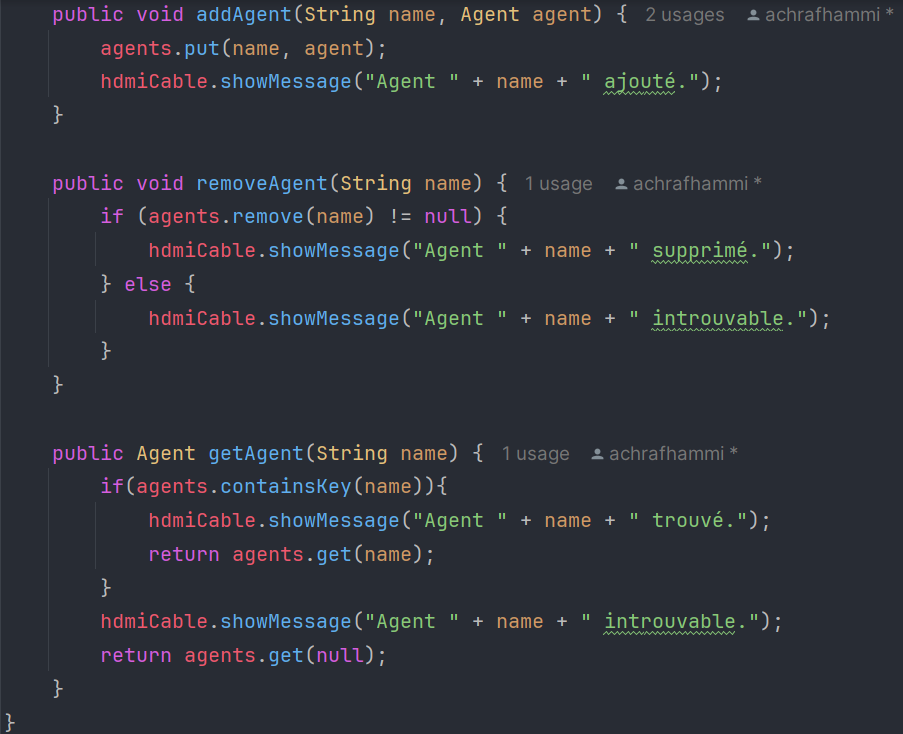 public void addAgent(String name, Agent agent) { 2 usages achrafhammi *
agents.put(name, agent);
hdmiCable.showMessage("Agent " + name + " ajouté.");
}
public void removeAgent(String name) { 1 usage achrafhammi *
if (agents.remove(name) != null) {
hdmiCable.showMessage("Agent " + name + " supprimé.");
} else {
hdmiCable.showMessage("Agent " + name + " introuvable.");
}
}
public Agent getAgent(String name) { 1 usage achrafhammi *
if(agents.containsKey(name)){
hdmiCable.showMessage("Agent " + name + " trouvé.");
return agents.get(name);
}
hdmiCable.showMessage("Agent " + name + " introuvable.");
return agents.get(null);
}
}